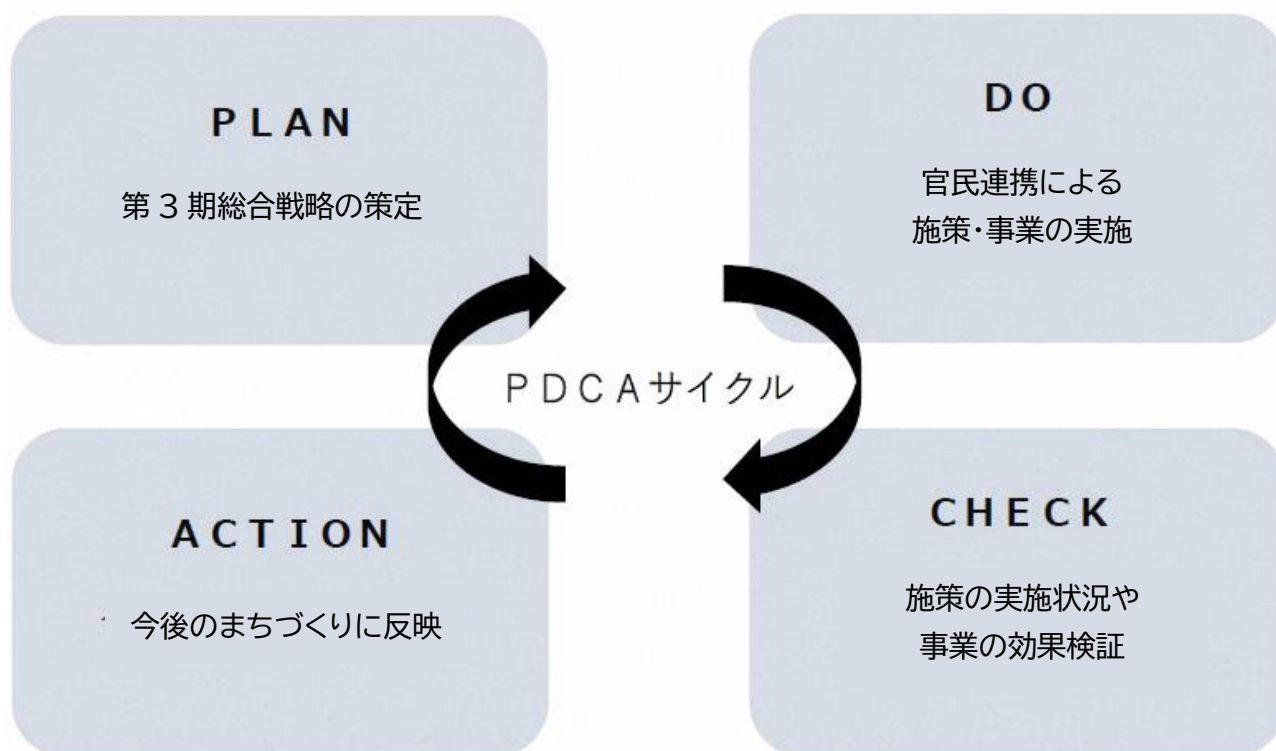 ＰＬＡＮ
第３期総合戦略の策定
ＤＯ
官民連携による
施策・事業の実施
ＰＤＣＡサイクル
ＡＣＴＩＯＮ
今後のまちづくりに反映
ＣＨＥＣＫ
施策の実施状況や
事業の効果検証